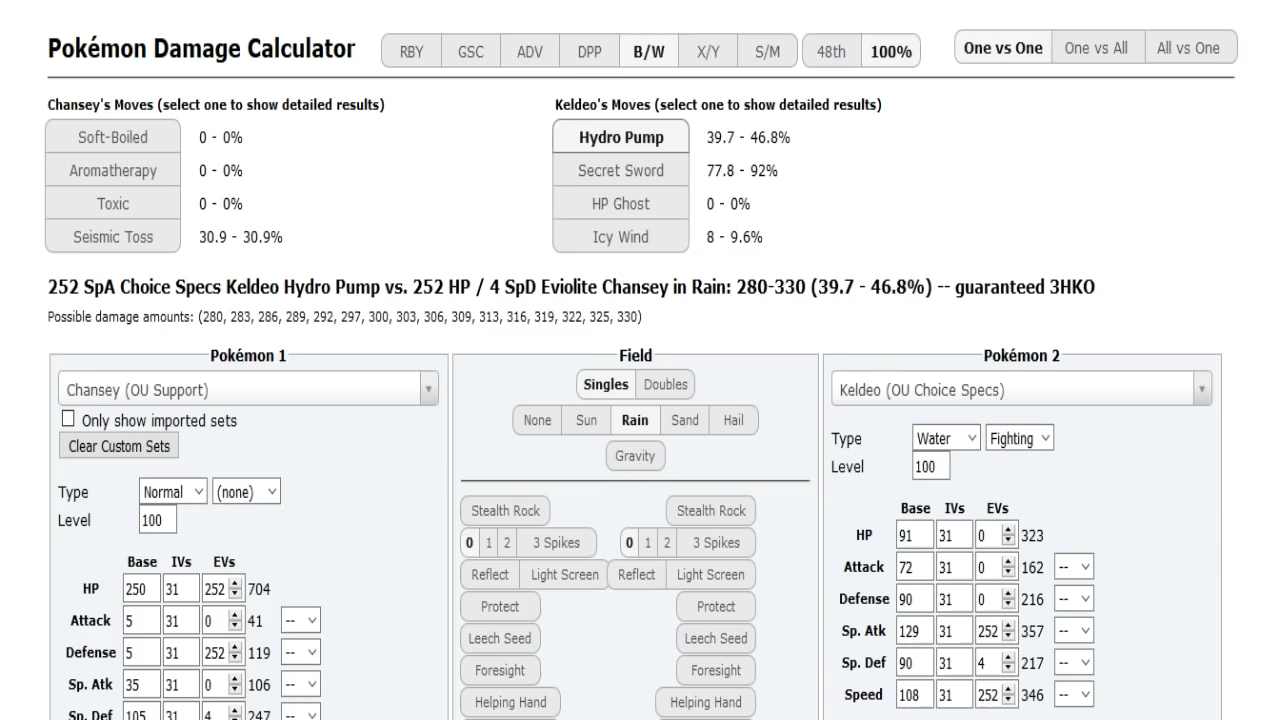 Pokémon Damage Calculator RBY GSC ADV DPP B/W X/Y S/M 48th 100% One vs One One vs All All vs One
Chansey's Moves (select one to show detailed results) Keldeo's Moves (select one to show detailed results)
Soft-Boiled 0 - 0% Hydro Pump 39.7 - 46.8%
Aromatherapy 0 - 0% Secret Sword 77.8 - 92%
Toxic 0 - 0% HP Ghost 0 - 0%
Seismic Toss 30.9 - 30.9% Icy Wind 8 - 9.6%
252 SpA Choice Specs Keldeo Hydro Pump vs. 252 HP / 4 SpD Eviolite Chansey in Rain: 280-330 (39.7 - 46.8%) -- guaranteed 3HKO
Possible damage amounts: (280, 283, 286, 289, 292, 297, 300, 303, 306, 309, 313, 316, 319, 322, 325, 330)
Pokémon 1
Chansey (OU Support)
Only show imported sets
Clear Custom Sets
Type Normal (none)
Level 100
Base IVs EVs
HP 250 31 252 704
Attack 5 31 0 41 --
Defense 5 31 252 119 --
Sp. Atk 35 31 0 106 --
Sp. Def 105 31 4 247 --
Field
Singles Doubles
None Sun Rain Sand Hail
Gravity
Stealth Rock Stealth Rock
0 1 2 3 Spikes 0 1 2 3 Spikes
Reflect Light Screen Reflect Light Screen
Protect Protect
Leech Seed Leech Seed
Foresight Foresight
Helping Hand Helping Hand
Pokémon 2
Keldeo (OU Choice Specs)
Type Water Fighting
Level 100
Base IVs EVs
HP 91 31 0 323
Attack 72 31 0 162 --
Defense 90 31 0 216 --
Sp. Atk 129 31 252 357 --
Sp. Def 90 31 4 217 --
Speed 108 31 252 346 --